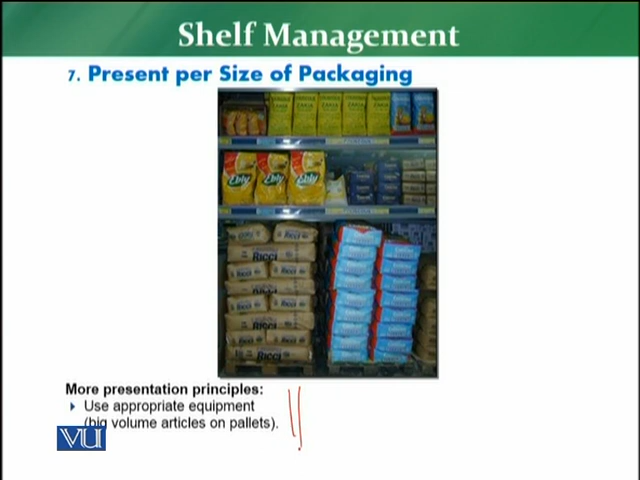 Shelf Management
7. Present per Size of Packaging
Ebly Ebly Ebly
RICCI
RICCI
RICCI
RICCI
More presentation principles:
Use appropriate equipment
(big volume articles on pallets).
VU